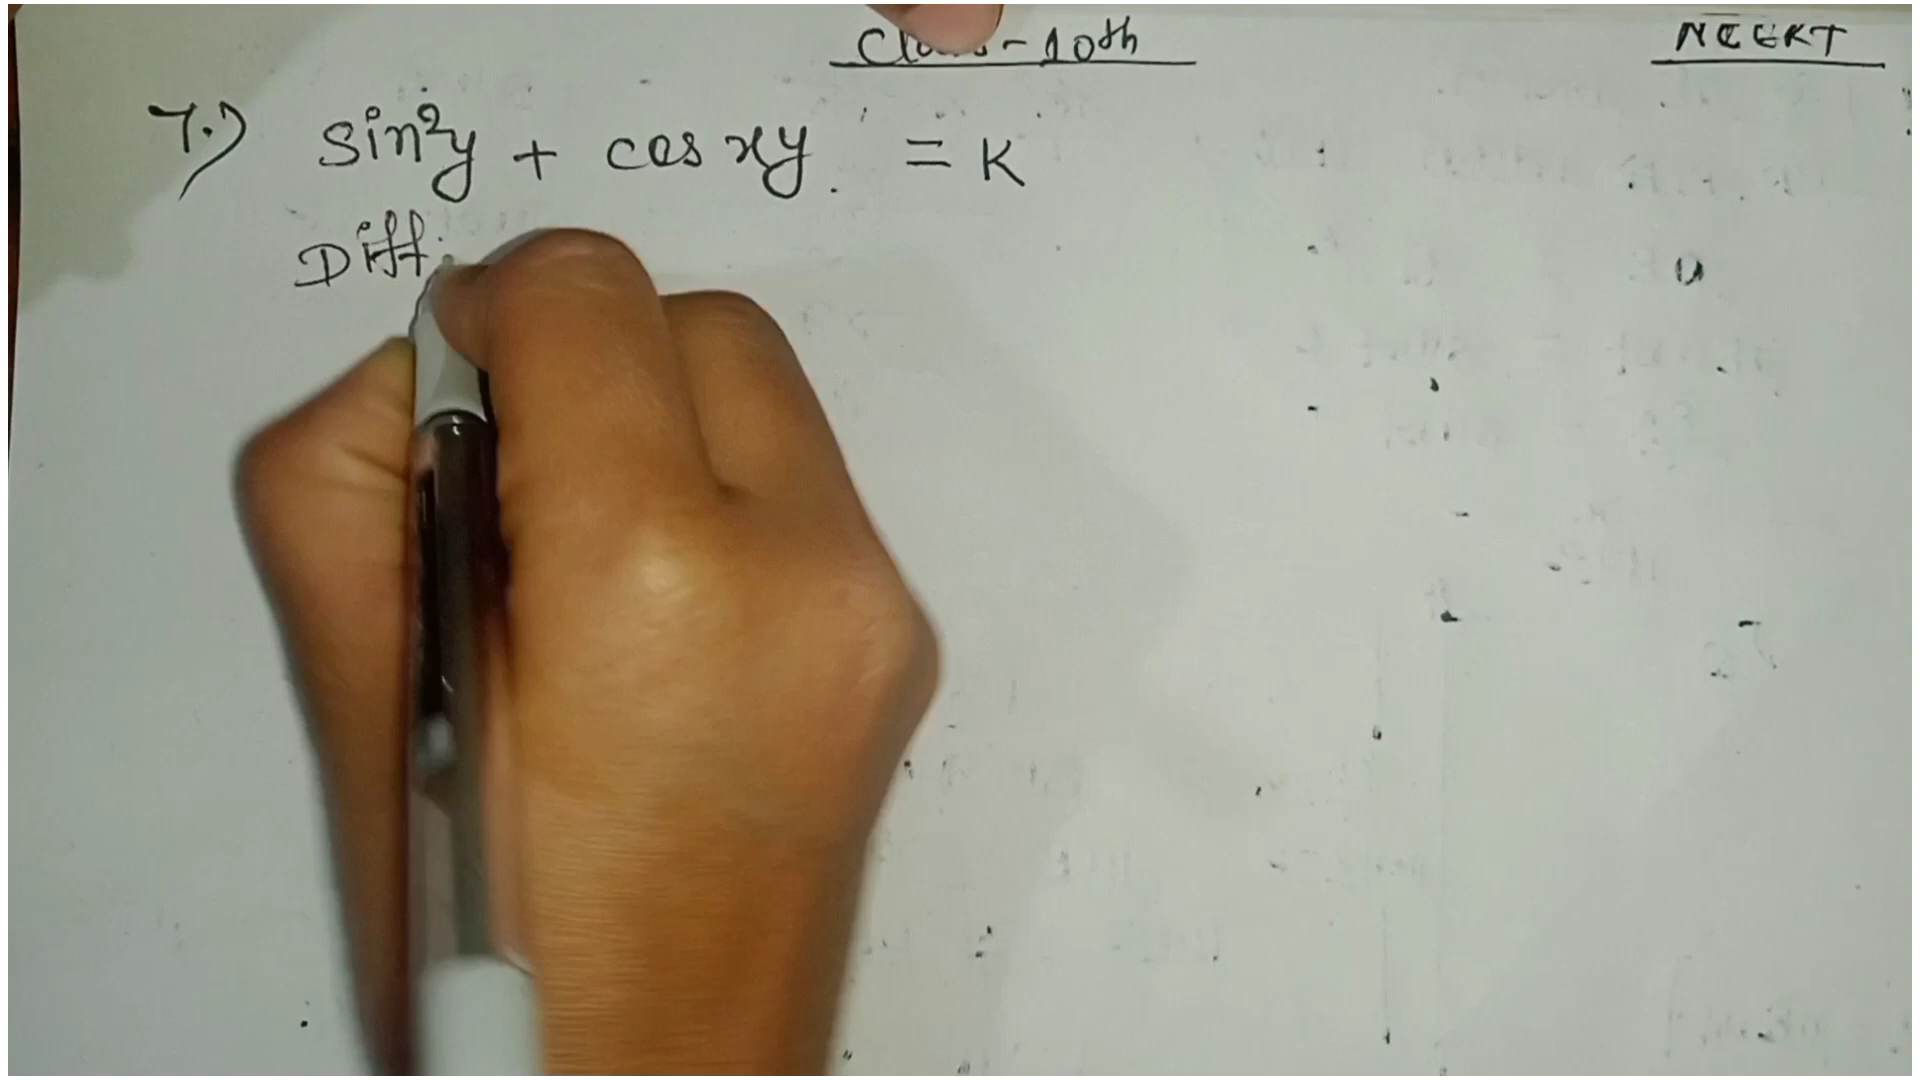 Class-10th
NCERT
7.) sin²y + cos xy = K
Diff.